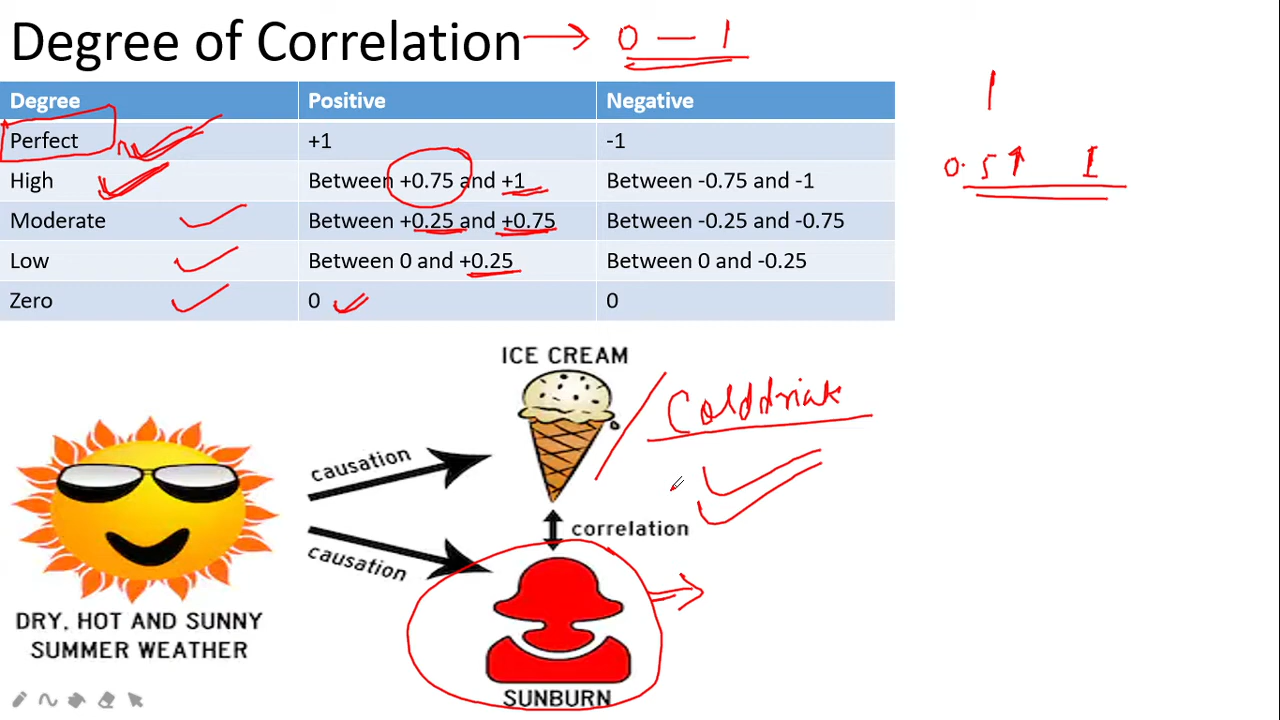 Degree of Correlation → 0 — 1
Degree Positive Negative
Perfect +1 -1
High Between +0.75 and +1 Between -0.75 and -1
Moderate Between +0.25 and +0.75 Between -0.25 and -0.75
Low Between 0 and +0.25 Between 0 and -0.25
Zero 0 0
1
0.5↑ 1
ICE CREAM
Colddrink
causation
correlation
causation
DRY, HOT AND SUNNY
SUMMER WEATHER
SUNBURN